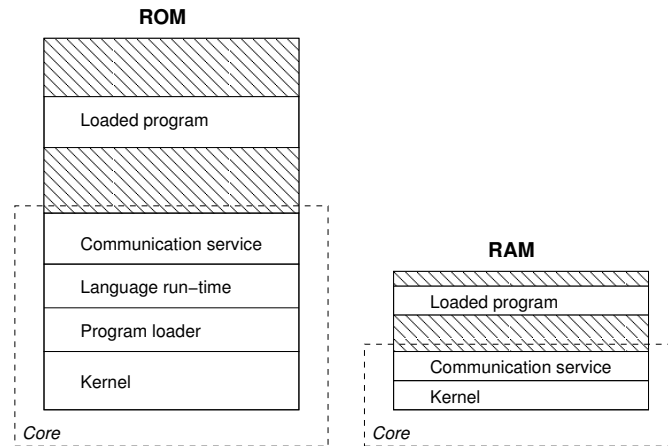 ROM
Loaded program
Communication service
Language run−time
Program loader
Kernel
Core
RAM
Loaded program
Communication service
Kernel
Core